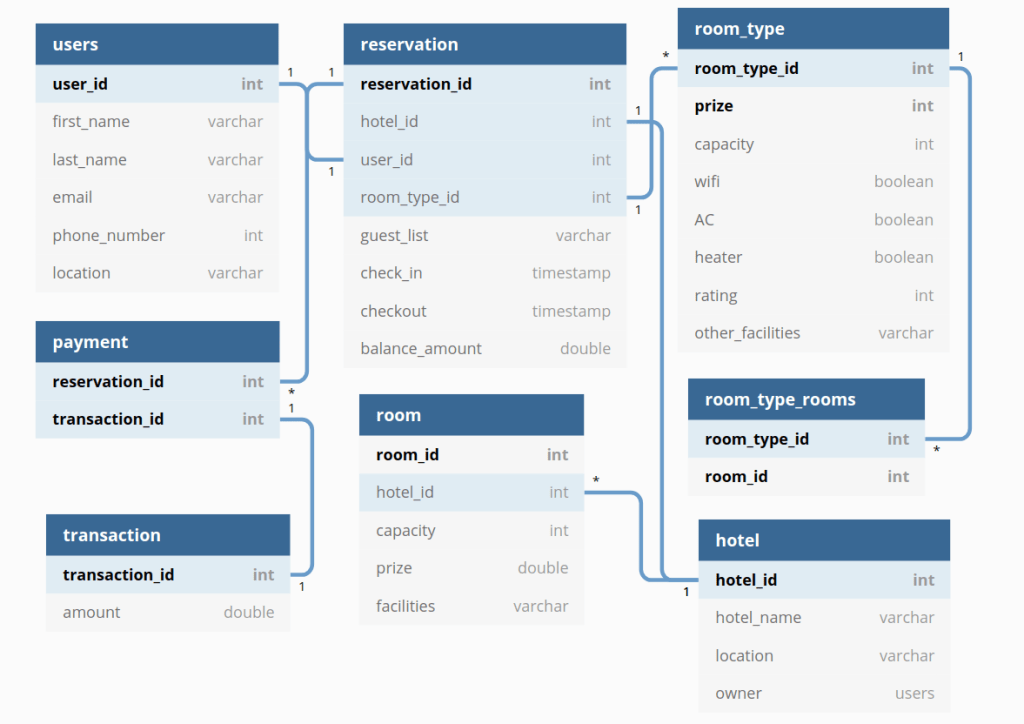 users
user_id int
first_name varchar
last_name varchar
email varchar
phone_number int
location varchar
reservation
reservation_id int
hotel_id int
user_id int
room_type_id int
guest_list varchar
check_in timestamp
checkout timestamp
balance_amount double
room_type
room_type_id int
prize int
capacity int
wifi boolean
AC boolean
heater boolean
rating int
other_facilities varchar
payment
reservation_id int
transaction_id int
room
room_id int
hotel_id int
capacity int
prize double
facilities varchar
room_type_rooms
room_type_id int
room_id int
transaction
transaction_id int
amount double
hotel
hotel_id int
hotel_name varchar
location varchar
owner users
1
1
1
*
1
1
1
1
*
1
*
*
1